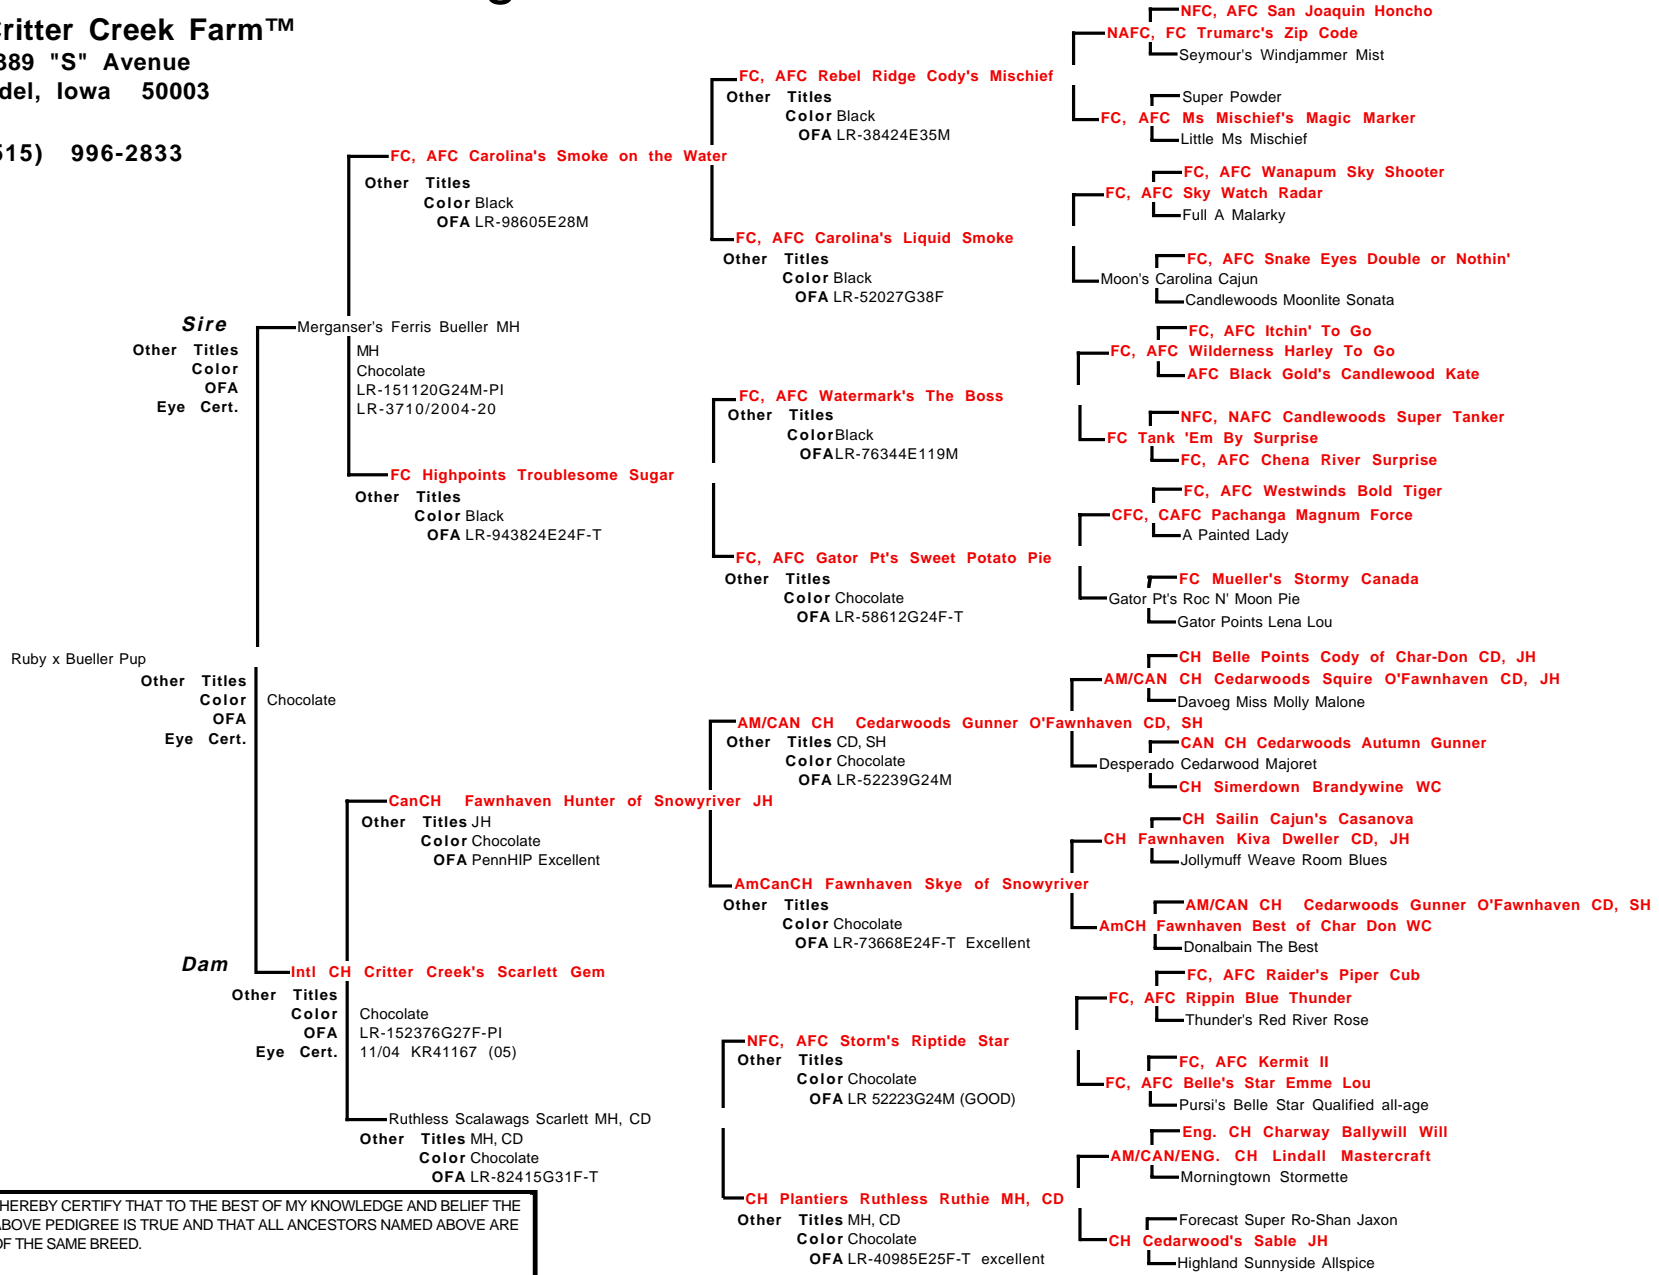 Critter Creek Farm™
889 "S" Avenue
del, Iowa 50003
515) 996-2833
Sire
Other Titles
Color
OFA
Eye Cert.
Merganser's Ferris Bueller MH
MH
Chocolate
LR-151120G24M-PI
LR-3710/2004-20
Ruby x Bueller Pup
Other Titles
Color Chocolate
OFA
Eye Cert.
Dam
Intl CH Critter Creek's Scarlett Gem
Other Titles
Color Chocolate
OFA LR-152376G27F-PI
Eye Cert. 11/04 KR41167 (05)
FC, AFC Carolina's Smoke on the Water
Other Titles
Color Black
OFA LR-98605E28M
FC Highpoints Troublesome Sugar
Other Titles
Color Black
OFA LR-943824E24F-T
CanCH Fawnhaven Hunter of Snowyriver JH
Other Titles JH
Color Chocolate
OFA PennHIP Excellent
Ruthless Scalawags Scarlett MH, CD
Other Titles MH, CD
Color Chocolate
OFA LR-82415G31F-T
FC, AFC Rebel Ridge Cody's Mischief
Other Titles
Color Black
OFA LR-38424E35M
FC, AFC Carolina's Liquid Smoke
Other Titles
Color Black
OFA LR-52027G38F
FC, AFC Watermark's The Boss
Other Titles
Color Black
OFA LR-76344E119M
FC, AFC Gator Pt's Sweet Potato Pie
Other Titles
Color Chocolate
OFA LR-58612G24F-T
AM/CAN CH Cedarwoods Gunner O'Fawnhaven CD, SH
Other Titles CD, SH
Color Chocolate
OFA LR-52239G24M
AmCanCH Fawnhaven Skye of Snowyriver
Other Titles
Color Chocolate
OFA LR-73668E24F-T Excellent
NFC, AFC Storm's Riptide Star
Other Titles
Color Chocolate
OFA LR 52223G24M (GOOD)
CH Plantiers Ruthless Ruthie MH, CD
Other Titles MH, CD
Color Chocolate
OFA LR-40985E25F-T excellent
NFC, AFC San Joaquin Honcho
NAFC, FC Trumarc's Zip Code
Seymour's Windjammer Mist
Super Powder
FC, AFC Ms Mischief's Magic Marker
Little Ms Mischief
FC, AFC Wanapum Sky Shooter
FC, AFC Sky Watch Radar
Full A Malarky
FC, AFC Snake Eyes Double or Nothin'
Moon's Carolina Cajun
Candlewoods Moonlite Sonata
FC, AFC Itchin' To Go
FC, AFC Wilderness Harley To Go
AFC Black Gold's Candlewood Kate
NFC, NAFC Candlewoods Super Tanker
FC Tank 'Em By Surprise
FC, AFC Chena River Surprise
FC, AFC Westwinds Bold Tiger
CFC, CAFC Pachanga Magnum Force
A Painted Lady
FC Mueller's Stormy Canada
Gator Pt's Roc N' Moon Pie
Gator Points Lena Lou
CH Belle Points Cody of Char-Don CD, JH
AM/CAN CH Cedarwoods Squire O'Fawnhaven CD, JH
Davoeg Miss Molly Malone
CAN CH Cedarwoods Autumn Gunner
Desperado Cedarwood Majoret
CH Simerdown Brandywine WC
CH Sailin Cajun's Casanova
CH Fawnhaven Kiva Dweller CD, JH
Jollymuff Weave Room Blues
AM/CAN CH Cedarwoods Gunner O'Fawnhaven CD, SH
AmCH Fawnhaven Best of Char Don WC
Donalbain The Best
FC, AFC Raider's Piper Cub
FC, AFC Rippin Blue Thunder
Thunder's Red River Rose
FC, AFC Kermit II
FC, AFC Belle's Star Emme Lou
Pursi's Belle Star Qualified all-age
Eng. CH Charway Ballywill Will
AM/CAN/ENG. CH Lindall Mastercraft
Morningtown Stormette
Forecast Super Ro-Shan Jaxon
CH Cedarwood's Sable JH
Highland Sunnyside Allspice
HEREBY CERTIFY THAT TO THE BEST OF MY KNOWLEDGE AND BELIEF THE
ABOVE PEDIGREE IS TRUE AND THAT ALL ANCESTORS NAMED ABOVE ARE
OF THE SAME BREED.